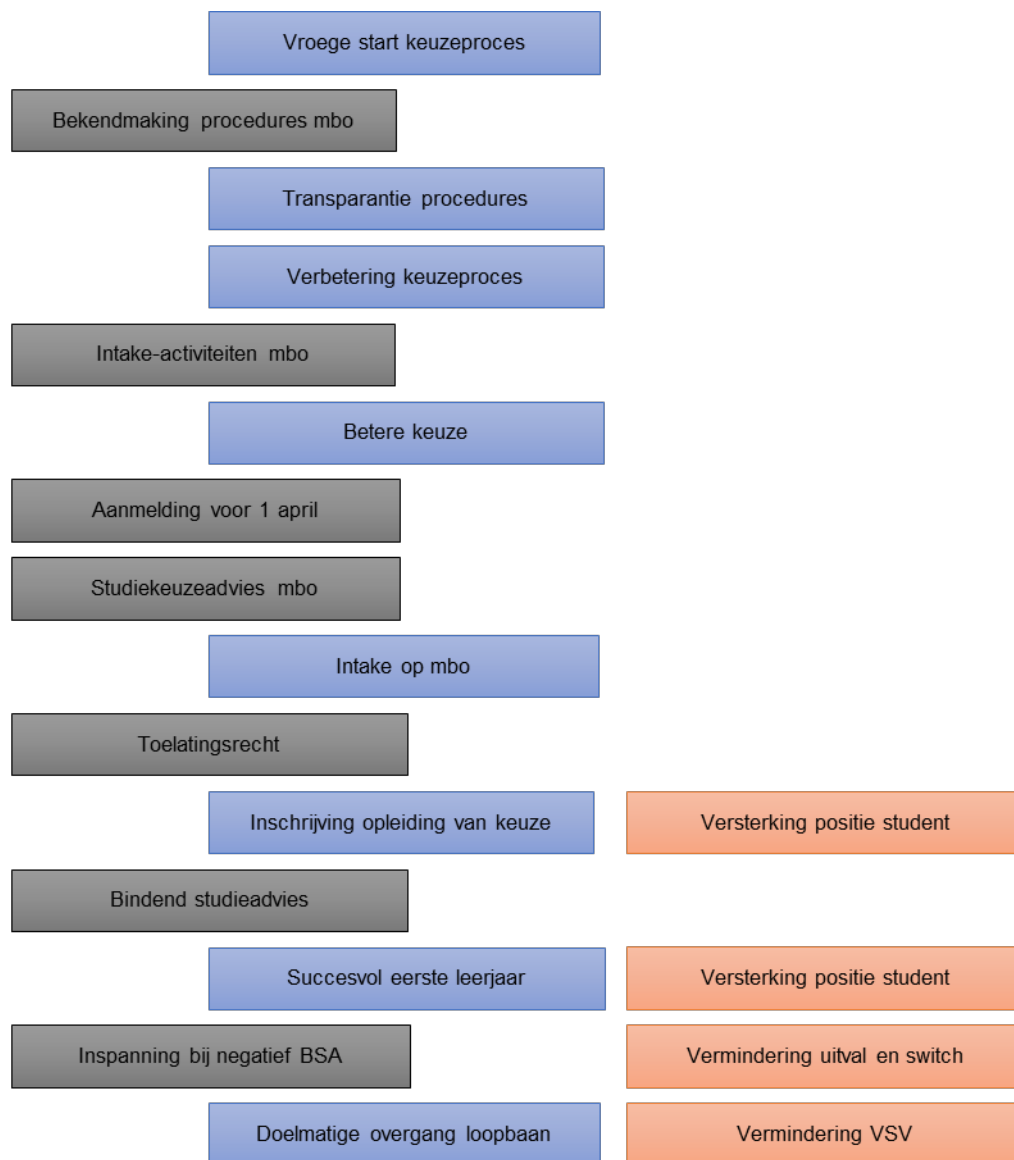 Vroege start keuzeproces
Bekendmaking procedures mbo
Transparantie procedures
Verbetering keuzeproces
Intake-activiteiten mbo
Betere keuze
Aanmelding voor 1 april
Studiekeuzeadvies mbo
Intake op mbo
Toelatingsrecht
Inschrijving opleiding van keuze
Versterking positie student
Bindend studieadvies
Succesvol eerste leerjaar
Versterking positie student
Inspanning bij negatief BSA
Vermindering uitval en switch
Doelmatige overgang loopbaan
Vermindering VSV